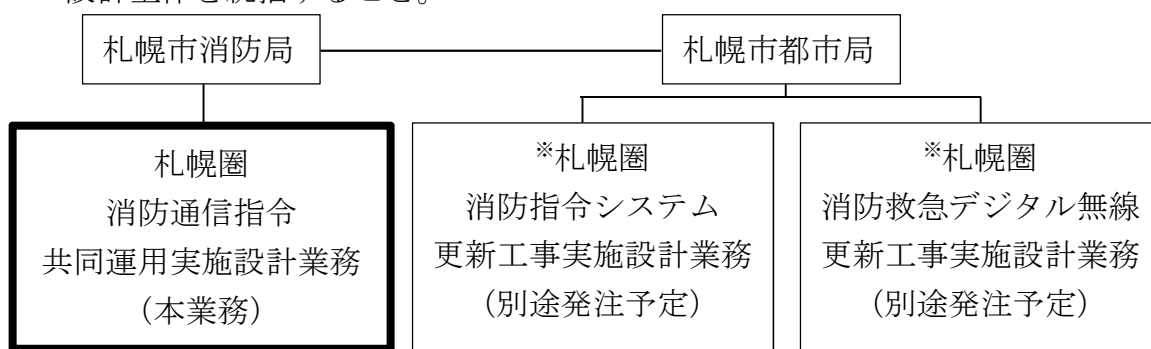 札幌市消防局
札幌市都市局
札幌圏
消防通信指令
共同運用実施設計業務
(本業務)
※札幌圏
消防指令システム
更新工事実施設計業務
(別途発注予定)
※札幌圏
消防救急デジタル無線
更新工事実施設計業務
(別途発注予定)